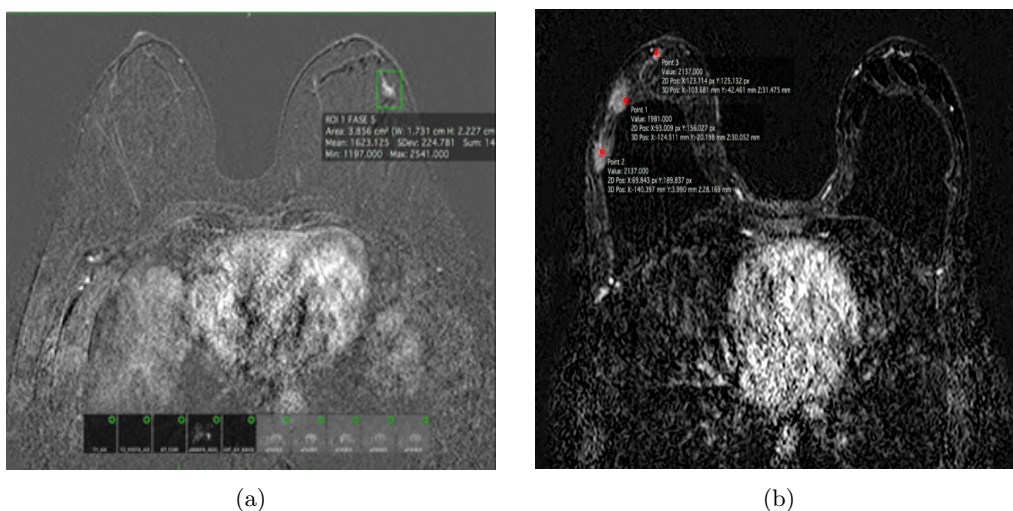 ROI 1 FASE 5
Area: 3.856 cm² (W: 1.731 cm H: 2.227 cm
Mean: 1623.125 SDev: 224.781 Sum: 14
Min: 1197.000 Max: 2541.000
Point 3
Value: 2137.000
2D Pos: X:123.114 px Y:125.132 px
3D Pos: X:-103.681 mm Y:-42.461 mm Z:31.475 mm
Point 1
Value: 1981.000
2D Pos: X:93.009 px Y:156.027 px
3D Pos: X:-124.511 mm Y:-20.198 mm Z:30.052 mm
Point 2
Value: 2137.000
2D Pos: X:69.843 px Y:189.837 px
3D Pos: X:-140.397 mm Y:3.990 mm Z:28.169 mm
(a)
(b)